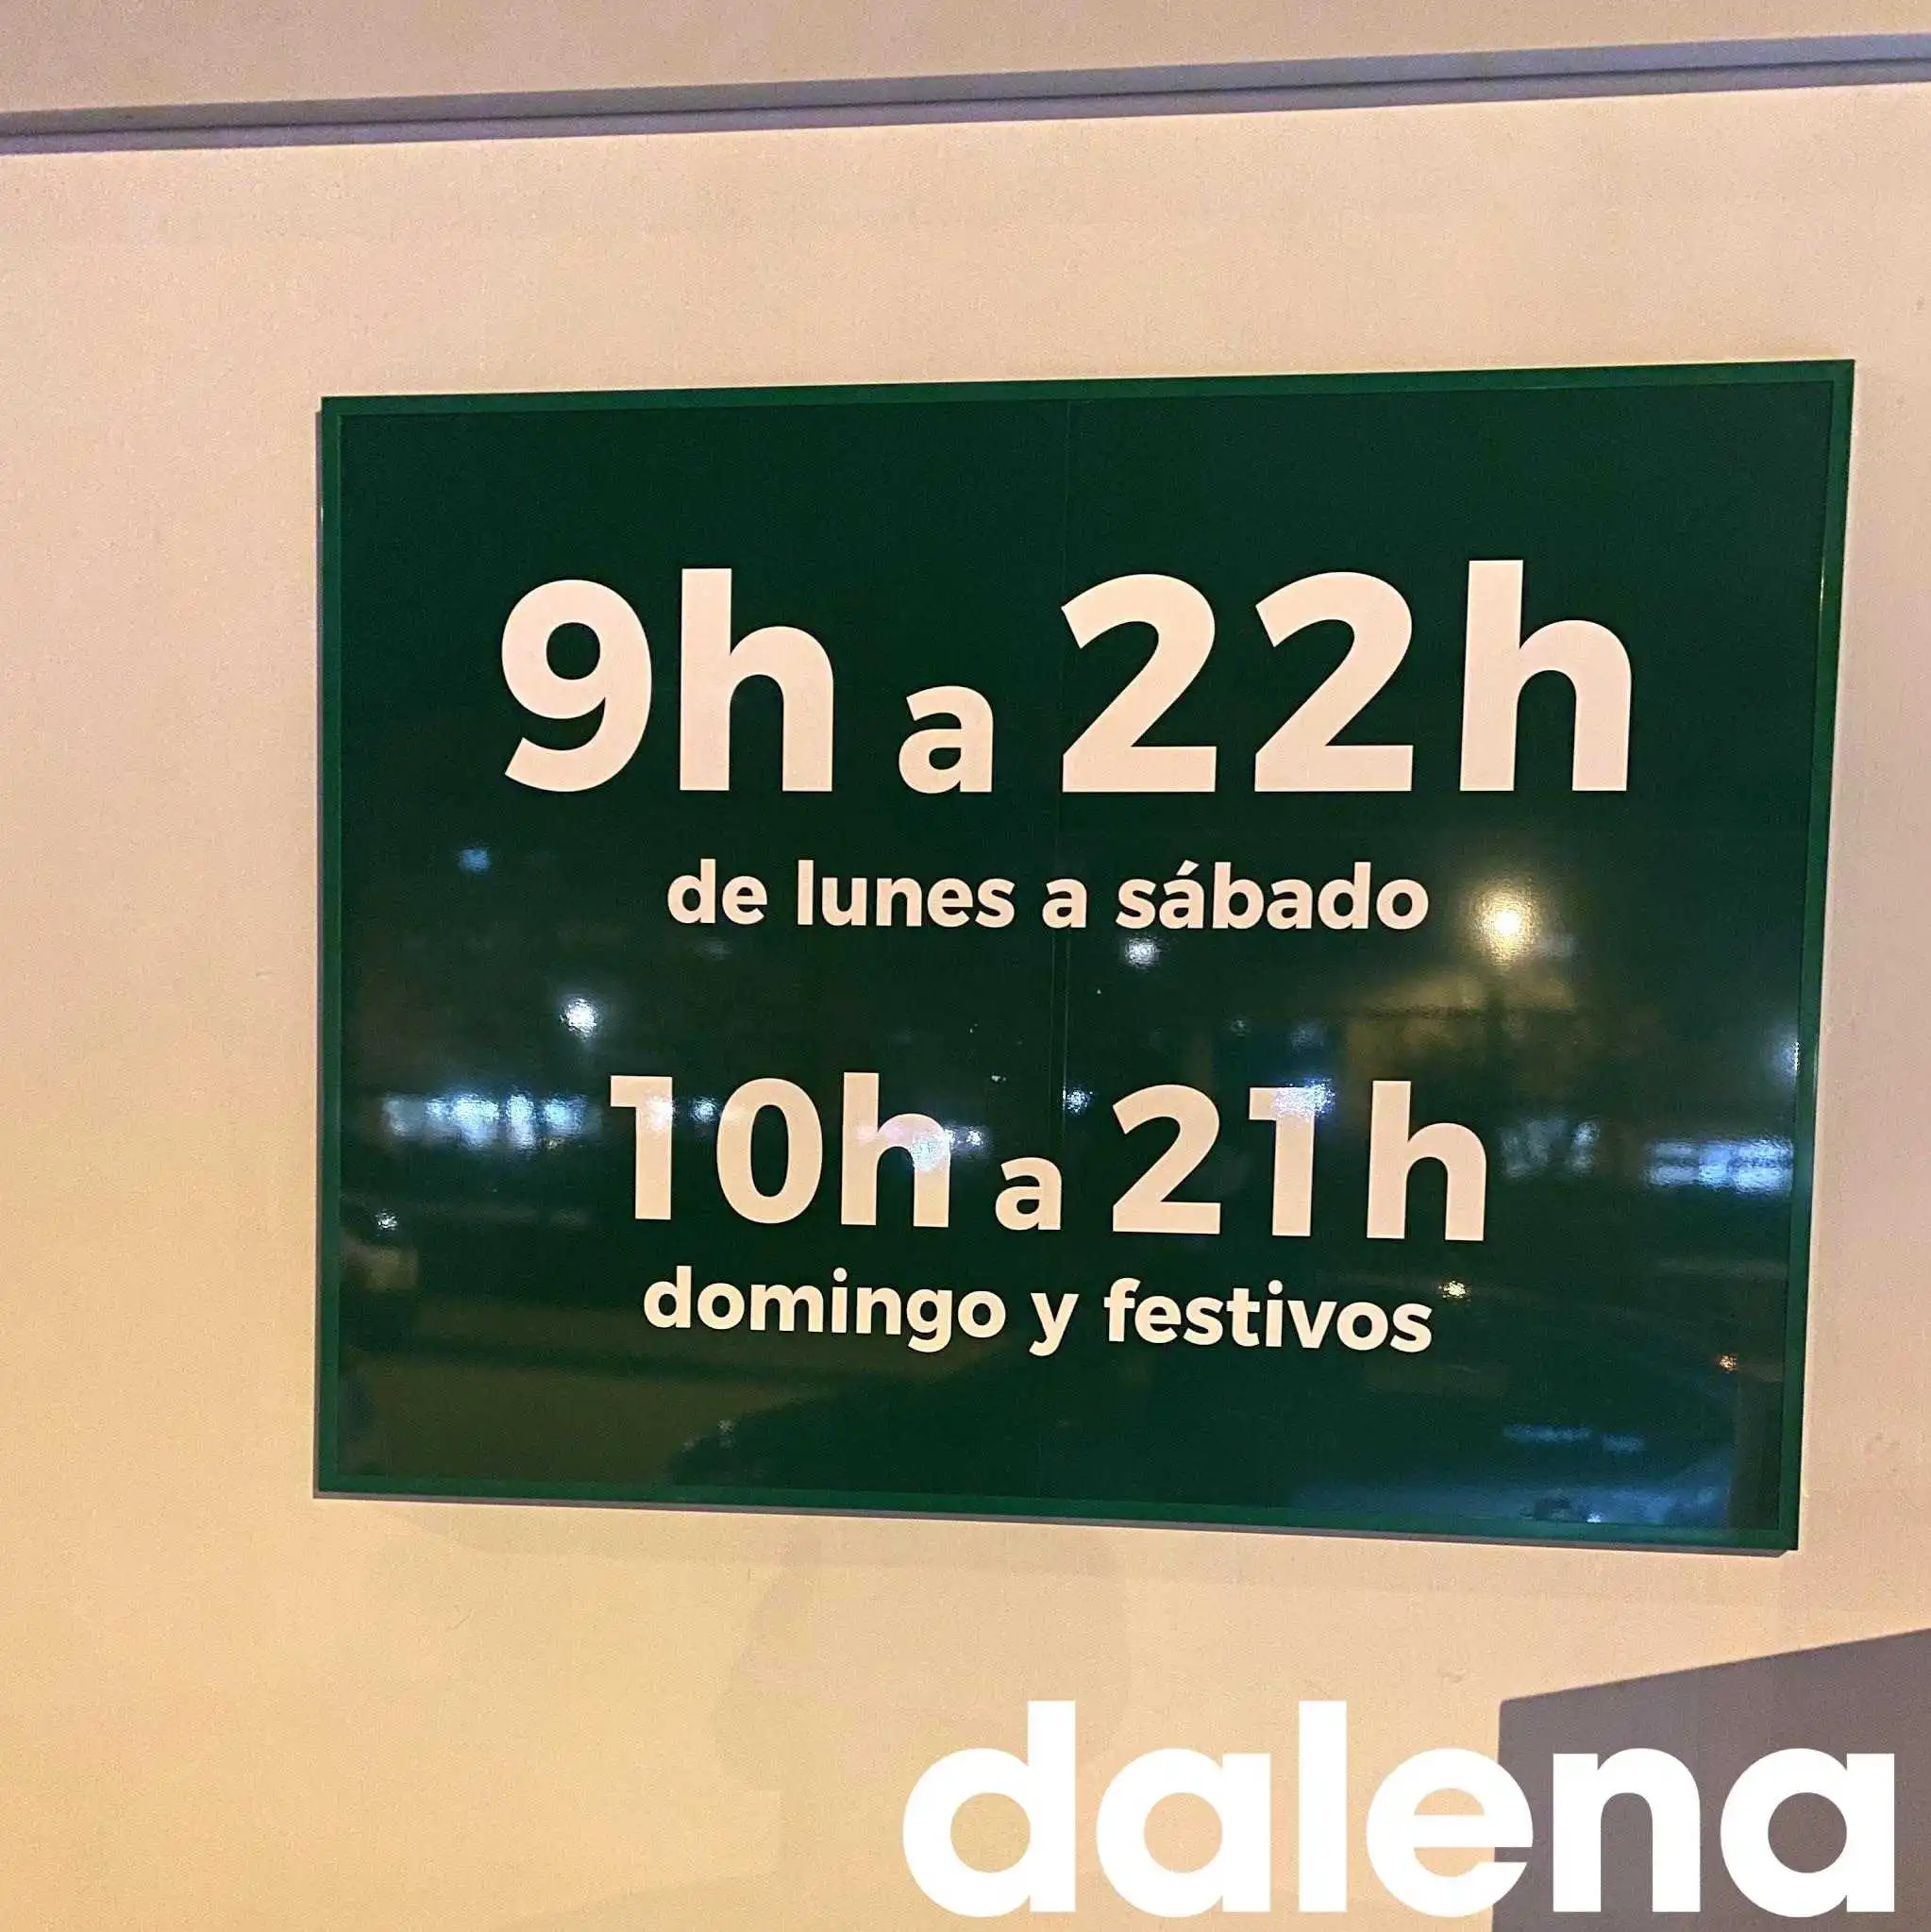 9h a 22h
de lunes a sábado
10h a 21h
domingo y festivos
dalena